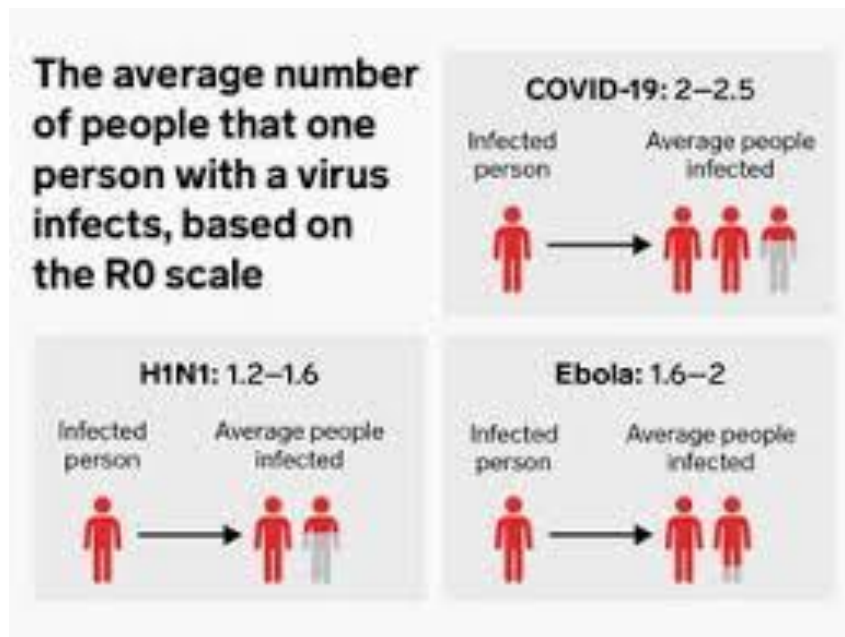 The average number
of people that one
person with a virus
infects, based on
the R0 scale
COVID-19: 2–2.5
Infected
person
Average people
infected
H1N1: 1.2–1.6
Infected
person
Average people
infected
Ebola: 1.6–2
Infected
person
Average people
infected